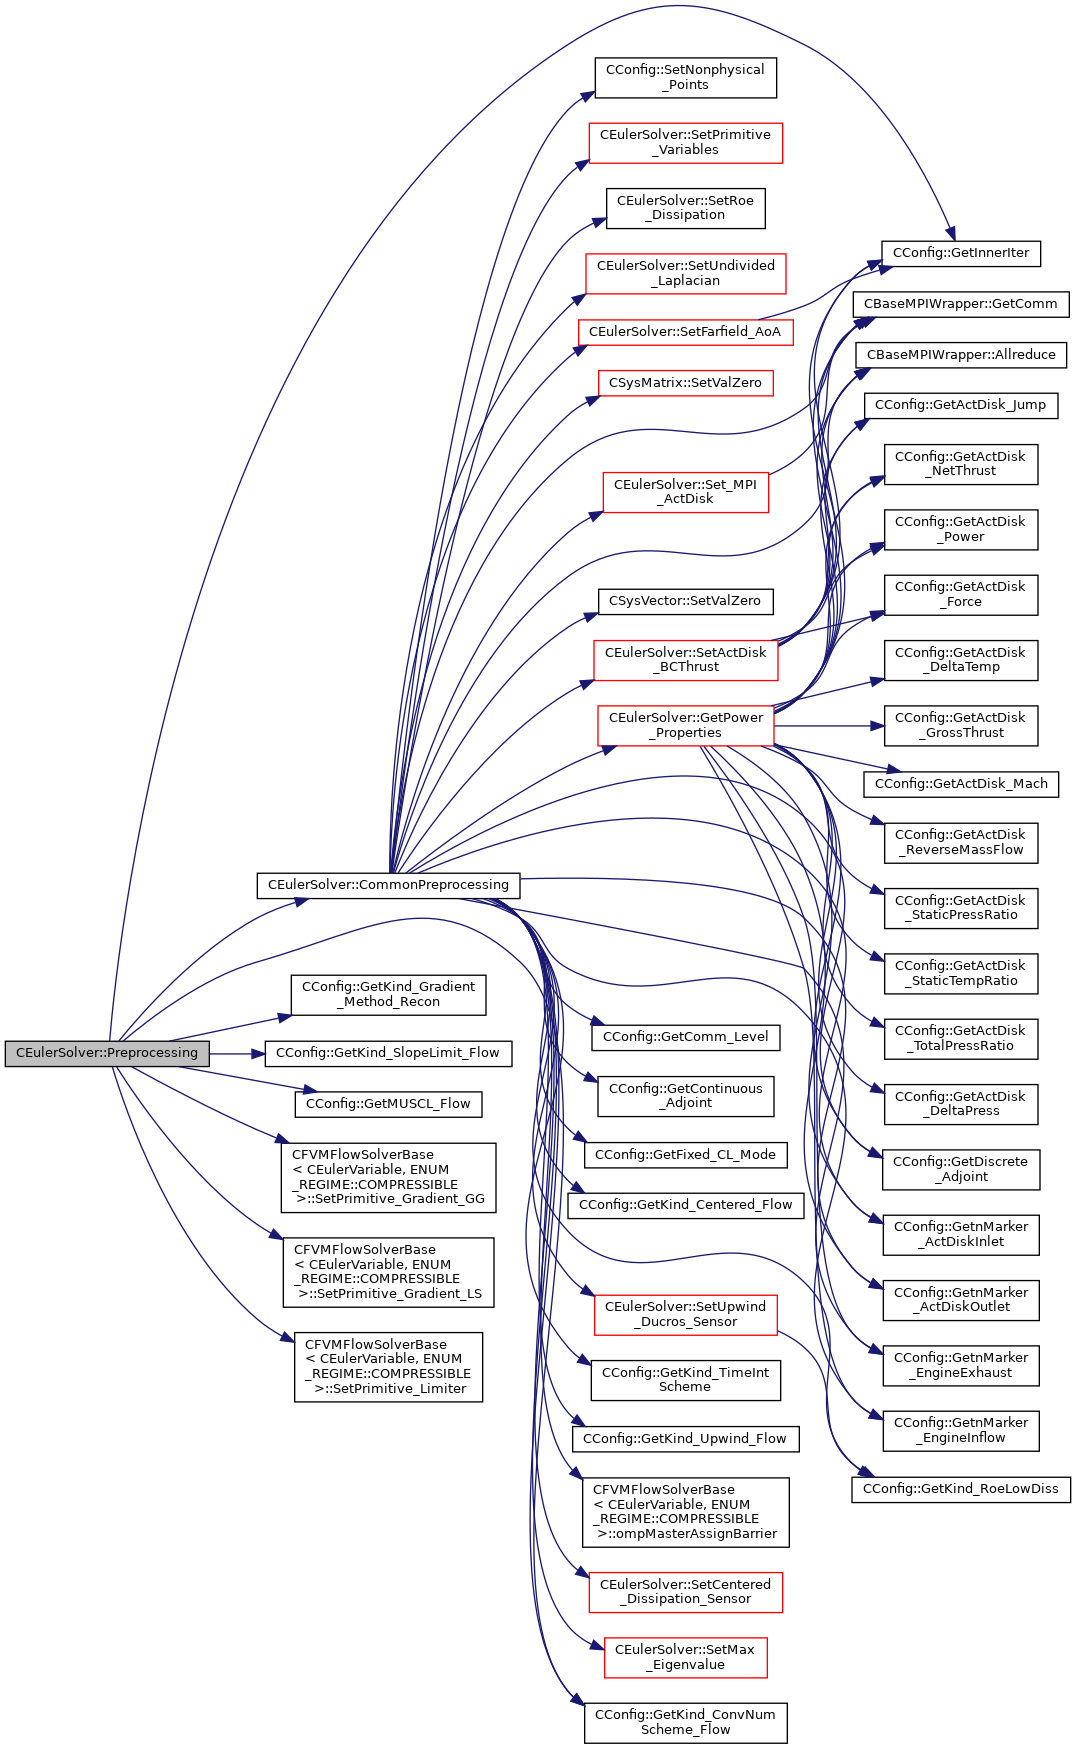 CEulerSolver::Preprocessing
CEulerSolver::CommonPreprocessing
CConfig::GetKind_Gradient
_Method_Recon
CConfig::GetKind_SlopeLimit_Flow
CConfig::GetMUSCL_Flow
CFVMFlowSolverBase
< CEulerVariable, ENUM
_REGIME::COMPRESSIBLE
>::SetPrimitive_Gradient_GG
CFVMFlowSolverBase
< CEulerVariable, ENUM
_REGIME::COMPRESSIBLE
>::SetPrimitive_Gradient_LS
CFVMFlowSolverBase
< CEulerVariable, ENUM
_REGIME::COMPRESSIBLE
>::SetPrimitive_Limiter
CConfig::SetNonphysical
_Points
CEulerSolver::SetPrimitive
_Variables
CEulerSolver::SetRoe
_Dissipation
CEulerSolver::SetUndivided
_Laplacian
CEulerSolver::SetFarfield_AoA
CSysMatrix::SetValZero
CEulerSolver::Set_MPI
_ActDisk
CSysVector::SetValZero
CEulerSolver::SetActDisk
_BCThrust
CEulerSolver::GetPower
_Properties
CConfig::GetComm_Level
CConfig::GetContinuous
_Adjoint
CConfig::GetFixed_CL_Mode
CConfig::GetKind_Centered_Flow
CEulerSolver::SetUpwind
_Ducros_Sensor
CConfig::GetKind_TimeInt
Scheme
CConfig::GetKind_Upwind_Flow
CFVMFlowSolverBase
< CEulerVariable, ENUM
_REGIME::COMPRESSIBLE
>::ompMasterAssignBarrier
CEulerSolver::SetCentered
_Dissipation_Sensor
CEulerSolver::SetMax
_Eigenvalue
CConfig::GetKind_ConvNum
Scheme_Flow
CConfig::GetInnerIter
CBaseMPIWrapper::GetComm
CBaseMPIWrapper::Allreduce
CConfig::GetActDisk_Jump
CConfig::GetActDisk
_NetThrust
CConfig::GetActDisk
_Power
CConfig::GetActDisk
_Force
CConfig::GetActDisk
_DeltaTemp
CConfig::GetActDisk
_GrossThrust
CConfig::GetActDisk_Mach
CConfig::GetActDisk
_ReverseMassFlow
CConfig::GetActDisk
_StaticPressRatio
CConfig::GetActDisk
_StaticTempRatio
CConfig::GetActDisk
_TotalPressRatio
CConfig::GetActDisk
_DeltaPress
CConfig::GetDiscrete
_Adjoint
CConfig::GetnMarker
_ActDiskInlet
CConfig::GetnMarker
_ActDiskOutlet
CConfig::GetnMarker
_EngineExhaust
CConfig::GetnMarker
_EngineInflow
CConfig::GetKind_RoeLowDiss